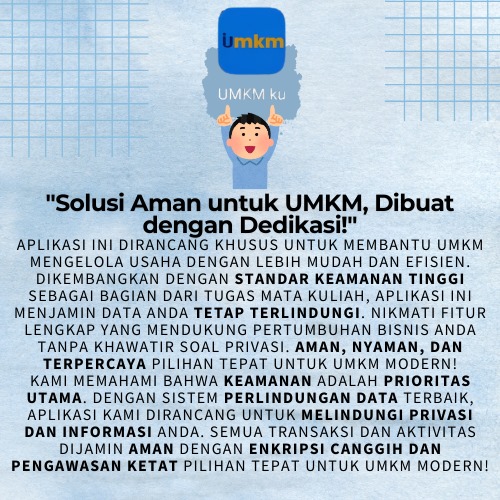 Umkm
UMKM ku
"Solusi Aman untuk UMKM, Dibuat
dengan Dedikasi!"
APLIKASI INI DIRANCANG KHUSUS UNTUK MEMBANTU UMKM
MENGELOLA USAHA DENGAN LEBIH MUDAH DAN EFISIEN.
DIKEMBANGKAN DENGAN STANDAR KEAMANAN TINGGI
SEBAGAI BAGIAN DARI TUGAS MATA KULIAH, APLIKASI INI
MENJAMIN DATA ANDA TETAP TERLINDUNGI. NIKMATI FITUR
LENGKAP YANG MENDUKUNG PERTUMBUHAN BISNIS ANDA
TANPA KHAWATIR SOAL PRIVASI. AMAN, NYAMAN, DAN
TERPERCAYA PILIHAN TEPAT UNTUK UMKM MODERN!
KAMI MEMAHAMI BAHWA KEAMANAN ADALAH PRIORITAS
UTAMA. DENGAN SISTEM PERLINDUNGAN DATA TERBAIK,
APLIKASI KAMI DIRANCANG UNTUK MELINDUNGI PRIVASI
DAN INFORMASI ANDA. SEMUA TRANSAKSI DAN AKTIVITAS
DIJAMIN AMAN DENGAN ENKRIPSI CANGGIH DAN
PENGAWASAN KETAT PILIHAN TEPAT UNTUK UMKM MODERN!